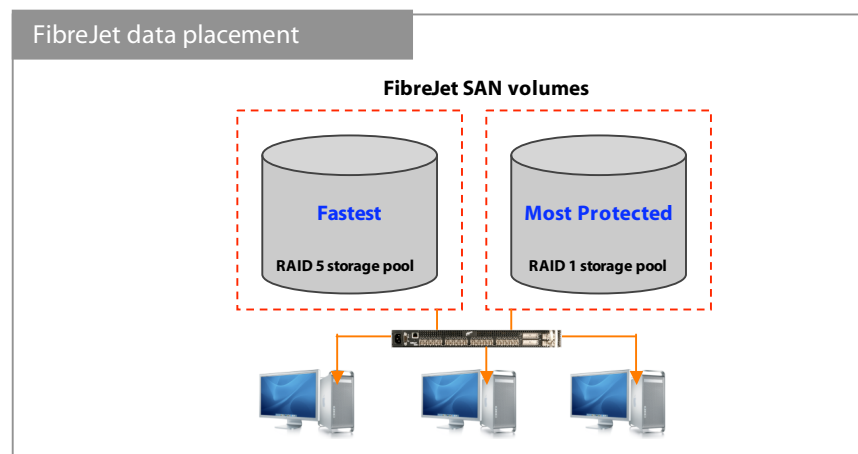 FibreJet data placement
FibreJet SAN volumes
Fastest
RAID 5 storage pool
Most Protected
RAID 1 storage pool